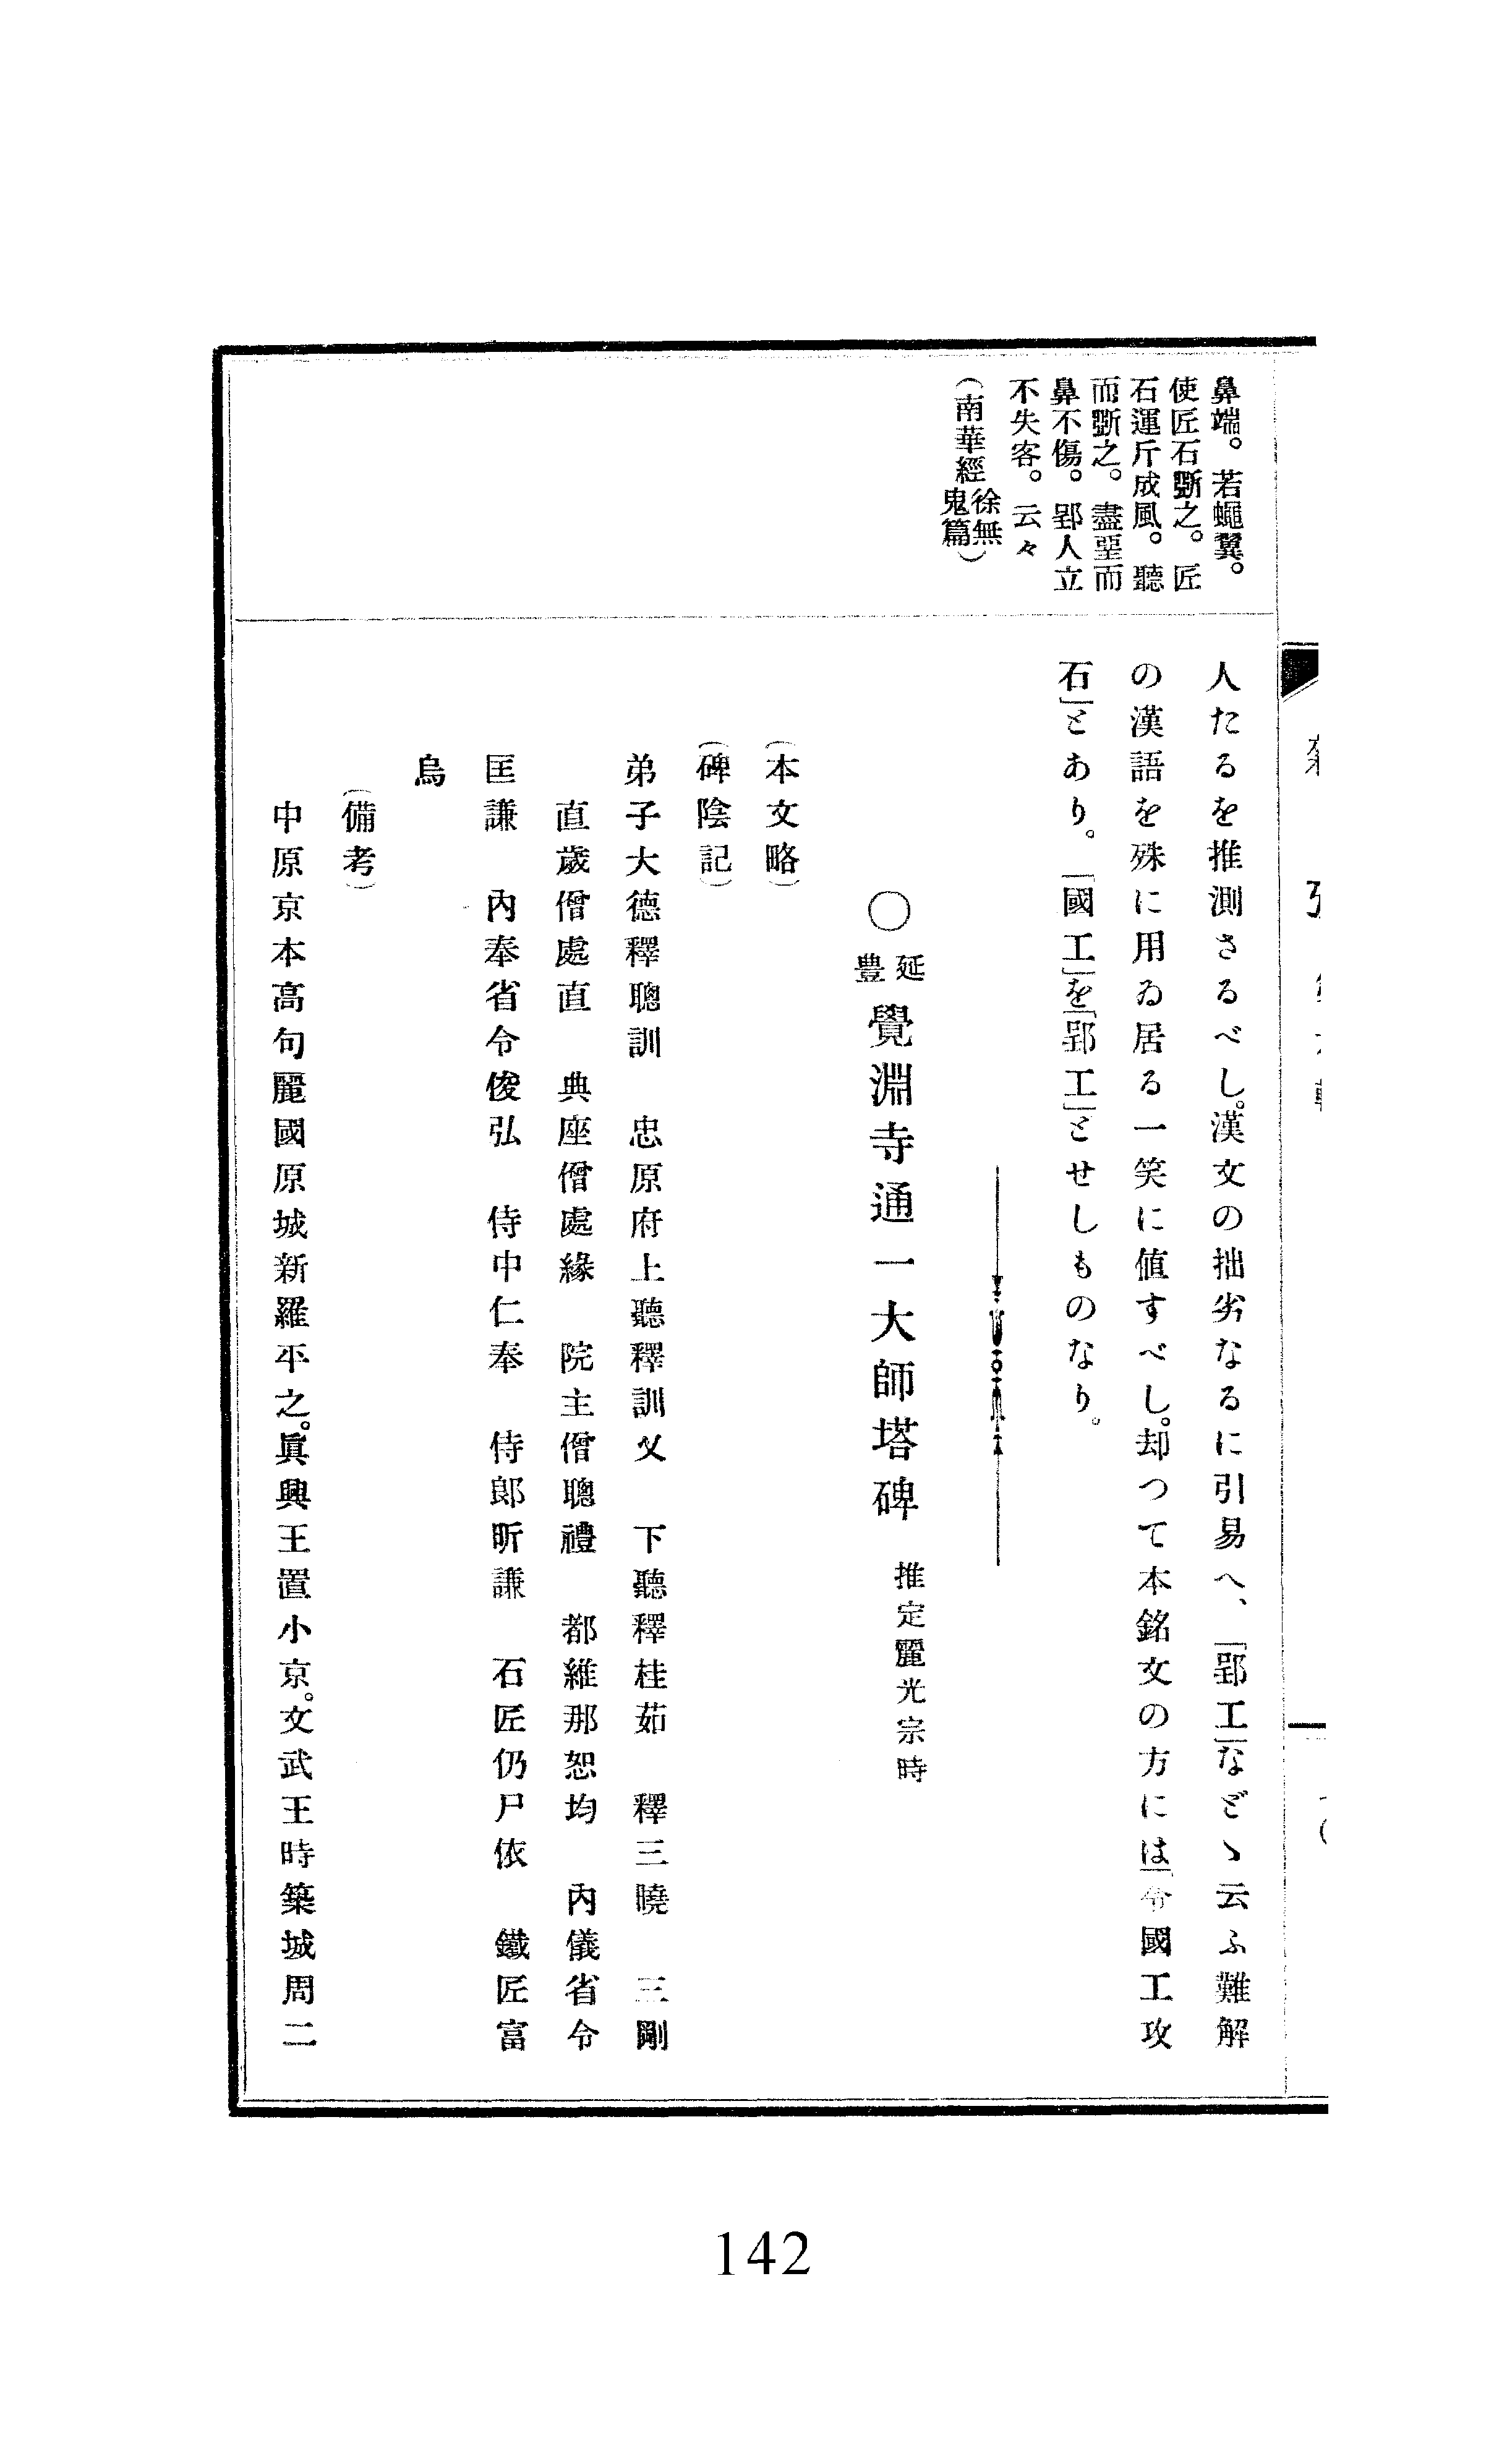 鼻端。若蠅翼。
使匠石斲之。匠
石運斤成風。聽
而斲之。盡堊而
鼻不傷。郢人立
不失客。云々
(南華經徐無
鬼篇)
人たるを推測さるべし。漢文の拙劣なるに引易へ、「郢工」などゝ云ふ難解
の漢語を殊に用ゐ居る一笑に値すべし。却つて本銘文の方には「令國工攻
石」とあり。「國工」を「郢工」とせしものなり。
○延豊覺淵寺通一大師塔碑 推定麗光宗時
(本文略)
(碑陰記)
弟子大德釋聰訓 忠原府上聽釋訓乂 下聽釋桂茹 釋三曉 三剛
直歲僧處直 典座僧處緣 院主僧聰禮 都維那恕均 內儀省令
匡謙 內奉省令俊弘 侍中仁奉 侍郎昕謙 石匠仍尸依 鐵匠富
烏
(備考)
中原京本高句麗國原城新羅平之。眞興王置小京。文武王時築城周二
142